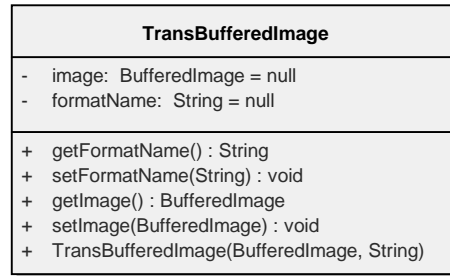 TransBufferedImage
- image: BufferedImage = null
- formatName: String = null
+ getFormatName() : String
+ setFormatName(String) : void
+ getImage() : BufferedImage
+ setImage(BufferedImage) : void
+ TransBufferedImage(BufferedImage, String)